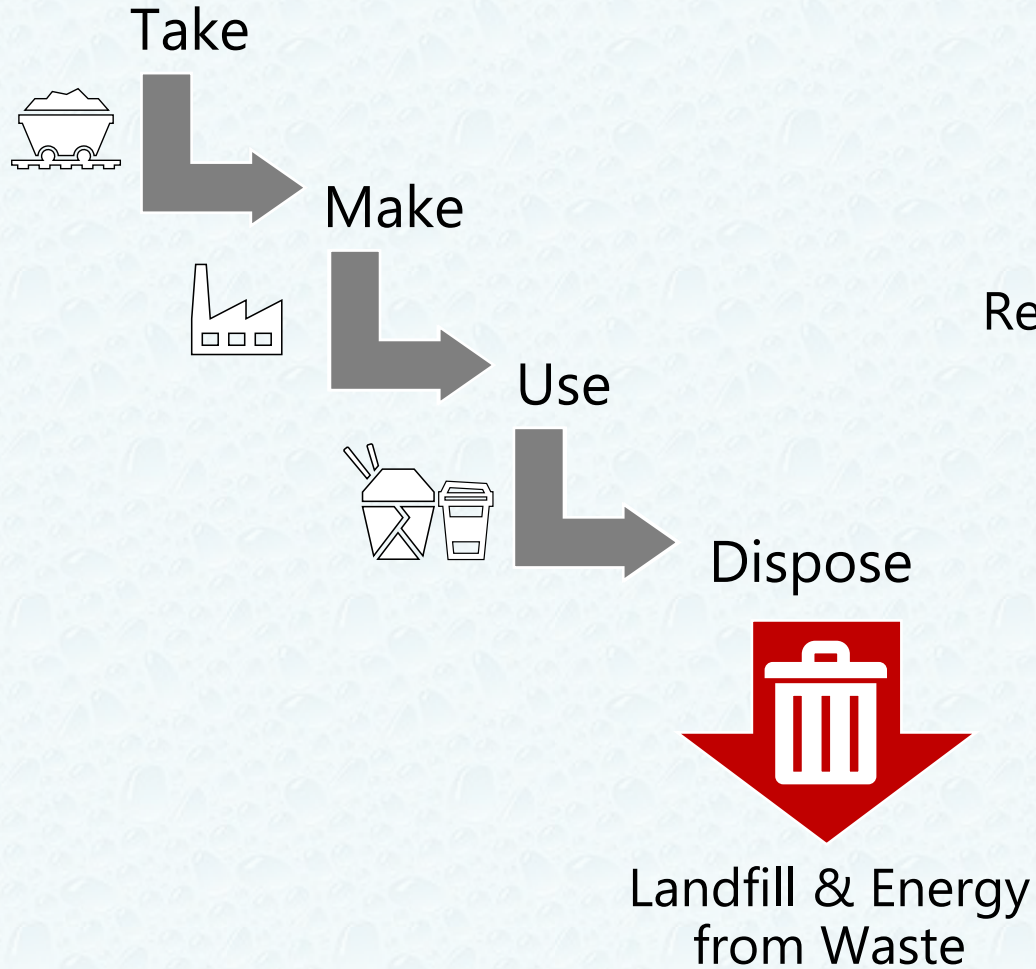 Take
Make
Re
Use
Dispose
Landfill & Energy
from Waste